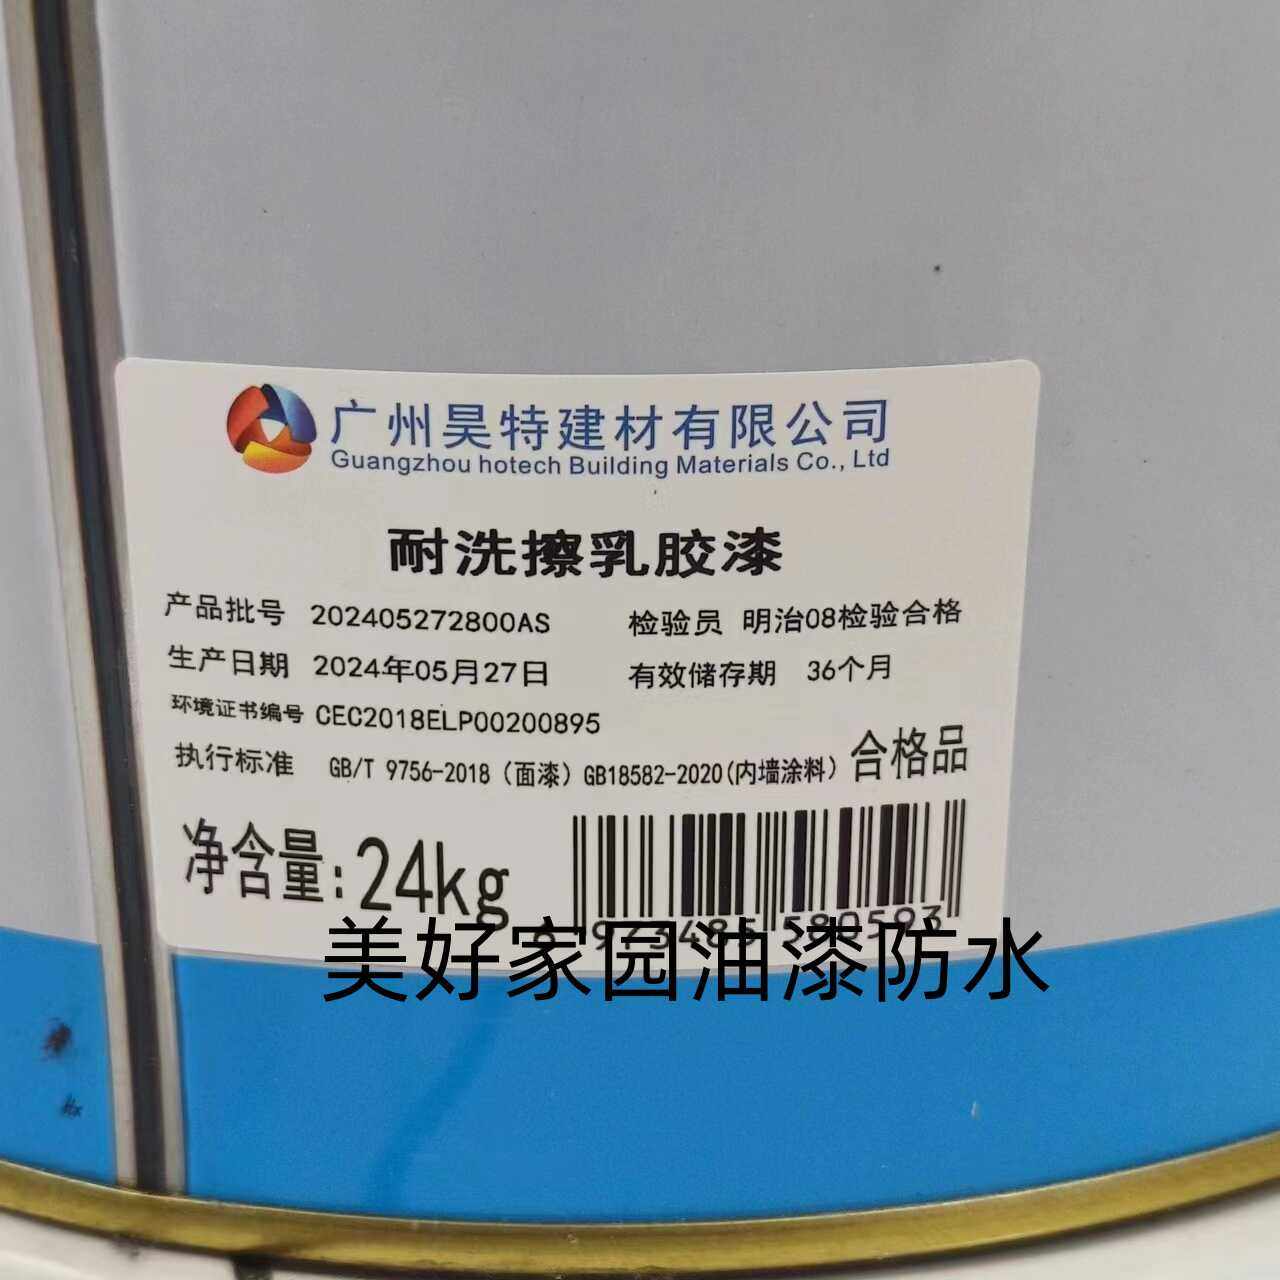 广州昊特建材有限公司
Guangzhou hotech Building Materials Co., Ltd
耐洗擦乳胶漆
产品批号 202405272800AS 检验员 明治08检验合格
生产日期 2024年05月27日 有效储存期 36个月
环境证书编号 CEC2018ELP00200895
执行标准 GB/T 9756-2018（面漆）GB18582-2020(内墙涂料) 合格品
净含量:24kg
6 923485 580593
美好家园油漆防水